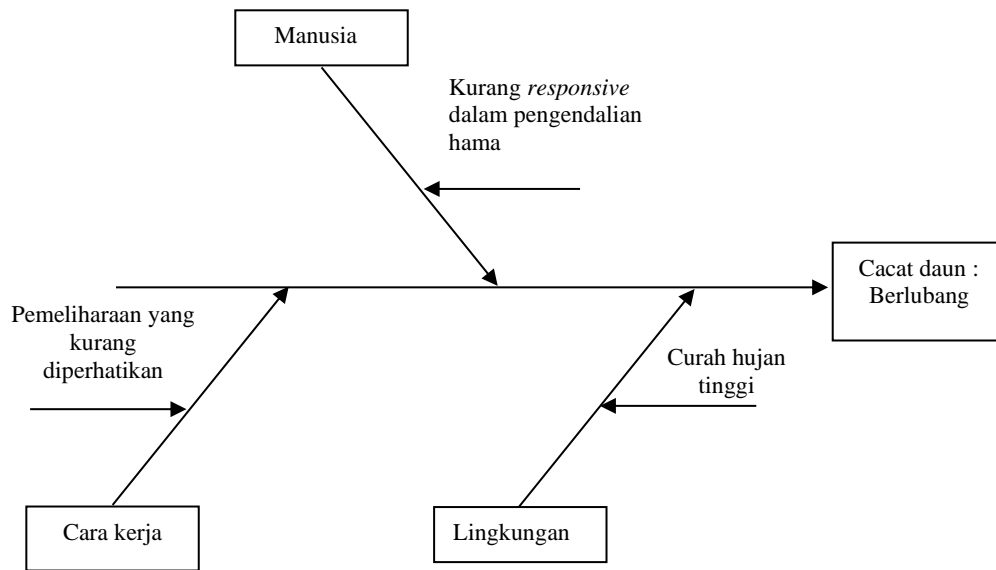 Manusia
Kurang responsive
dalam pengendalian
hama
Cacat daun :
Berlubang
Pemeliharaan yang
kurang
diperhatikan
Curah hujan
tinggi
Cara kerja
Lingkungan